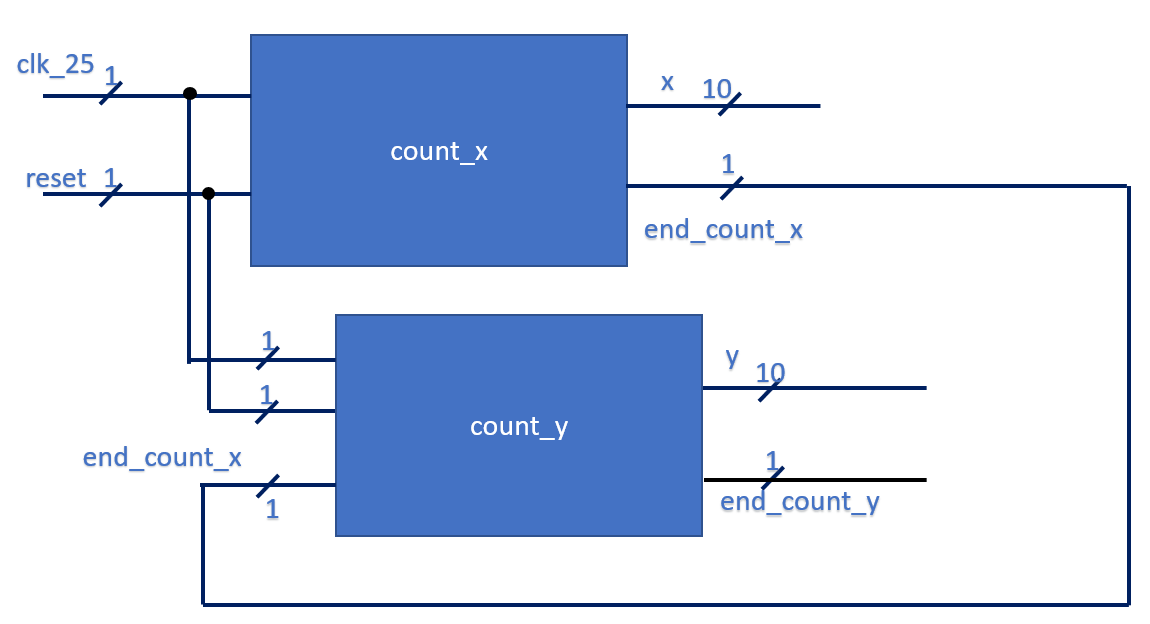 clk_25
1
x
10
count_x
1
reset
1
end_count_x
1
y
10
1
count_y
end_count_x
1
1
end_count_y